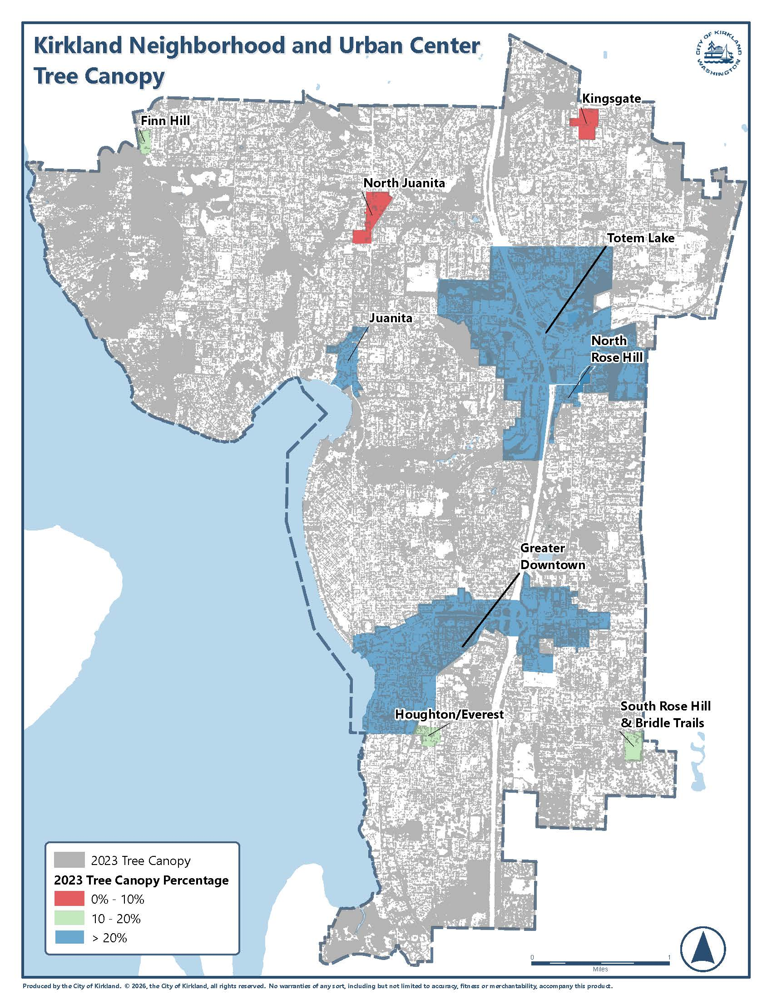 Kirkland Neighborhood and Urban Center
Tree Canopy
CITY OF KIRKLAND
WASHINGTON
Kingsgate
Finn Hill
North Juanita
Totem Lake
Juanita
North
Rose Hill
Greater
Downtown
South Rose Hill
& Bridle Trails
Houghton/Everest
2023 Tree Canopy
2023 Tree Canopy Percentage
0% - 10%
10 - 20%
> 20%
0 1
Miles
Produced by the City of Kirkland. © 2026, the City of Kirkland, all rights reserved. No warranties of any sort, including but not limited to accuracy, fitness or merchantability, accompany this product.